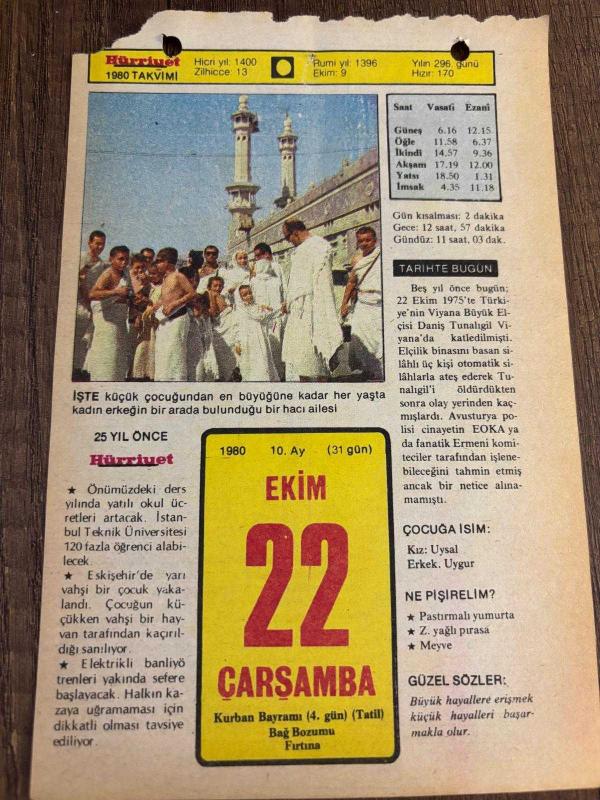 Hürriyet
1980 TAKVİMİ
Hicri yıl: 1400
Zilhicce: 13
Rumi yıl: 1396
Ekim: 9
Yılın 296. günü
Hızır: 170
Saat Vasatî Ezanî
Güneş 6.16 12.15
Öğle 11.58 6.37
İkindi 14.57 9.36
Akşam 17.19 12.00
Yatsı 18.50 1.31
İmsak 4.35 11.18
Gün kısalması: 2 dakika
Gece: 12 saat, 57 dakika
Gündüz: 11 saat, 03 dak.
TARİHTE BUGÜN
Beş yıl önce bugün;
22 Ekim 1975'te Türki-
ye'nin Viyana Büyük El-
çisi Daniş Tunalıgil Vi-
yana'da katledilmişti.
Elçilik binasını basan si-
lâhlı üç kişi otomatik si-
lâhlarla ateş ederek Tu-
nalıgil'i öldürdükten
sonra olay yerinden kaç-
mışlardı. Avusturya po-
lisi cinayetin EOKA ya
da fanatik Ermeni komi-
teciler tarafından işlene-
bileceğini tahmin etmiş
ancak bir netice alına-
mamıştı.
İŞTE küçük çocuğundan en büyüğüne kadar her yaşta
kadın erkeğin bir arada bulunduğu bir hacı ailesi
25 YIL ÖNCE
Hürriyet
★ Önümüzdeki ders
yılında yatılı okul üc-
retleri artacak. İstan-
bul Teknik Üniversitesi
120 fazla öğrenci alabi-
lecek.
★ Eskişehir'de yarı
vahşi bir çocuk yaka-
landı. Çocuğun kü-
çükken vahşi bir hay-
van tarafından kaçırıl-
dığı sanılıyor.
★ Elektrikli banliyö
trenleri yakında sefere
başlayacak. Halkın ka-
zaya uğramaması için
dikkatli olması tavsiye
ediliyor.
1980 10. Ay (31 gün)
EKİM
22
ÇARŞAMBA
Kurban Bayramı (4. gün) (Tatil)
Bağ Bozumu
Fırtına
ÇOCUĞA İSİM:
Kız: Uysal
Erkek. Uygur
NE PİŞİRELİM?
★ Pastırmalı yumurta
★ Z. yağlı pırasa
★ Meyve
GÜZEL SÖZLER:
Büyük hayallere erişmek
küçük hayalleri başar-
makla olur.